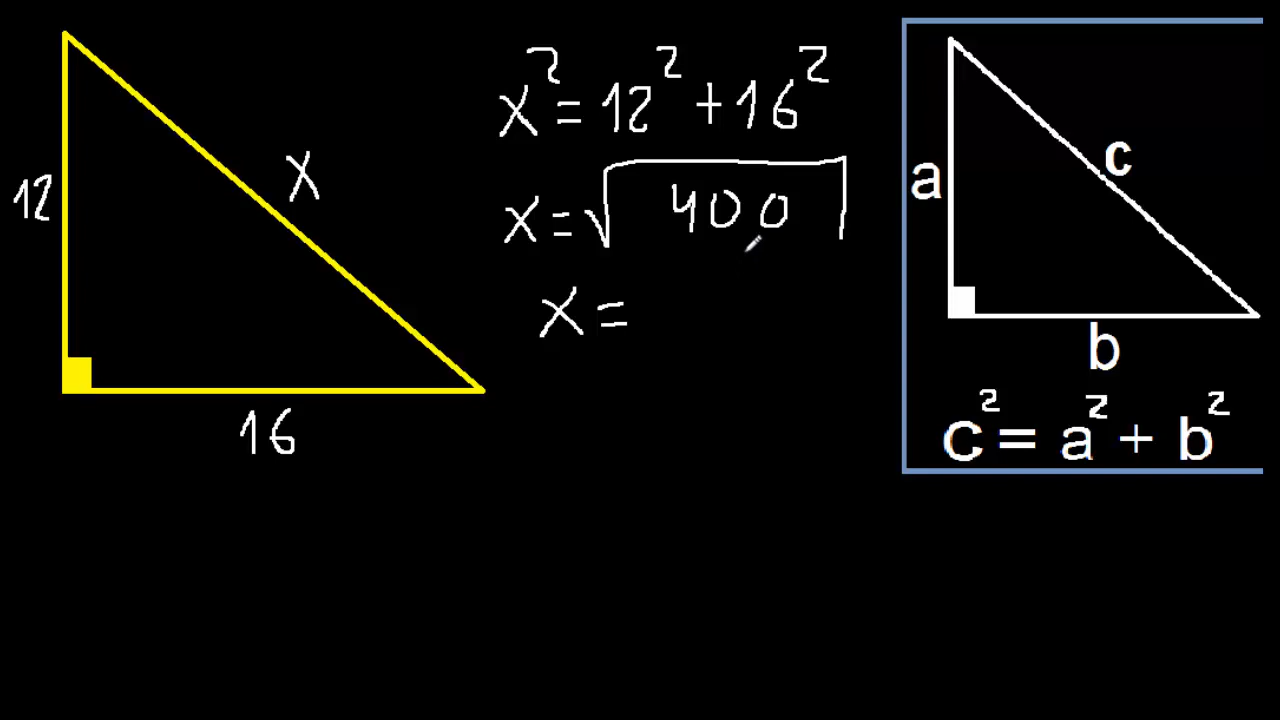 12
x
16
x² = 12² + 16²
x = √400
x =
a
c
b
c² = a² + b²